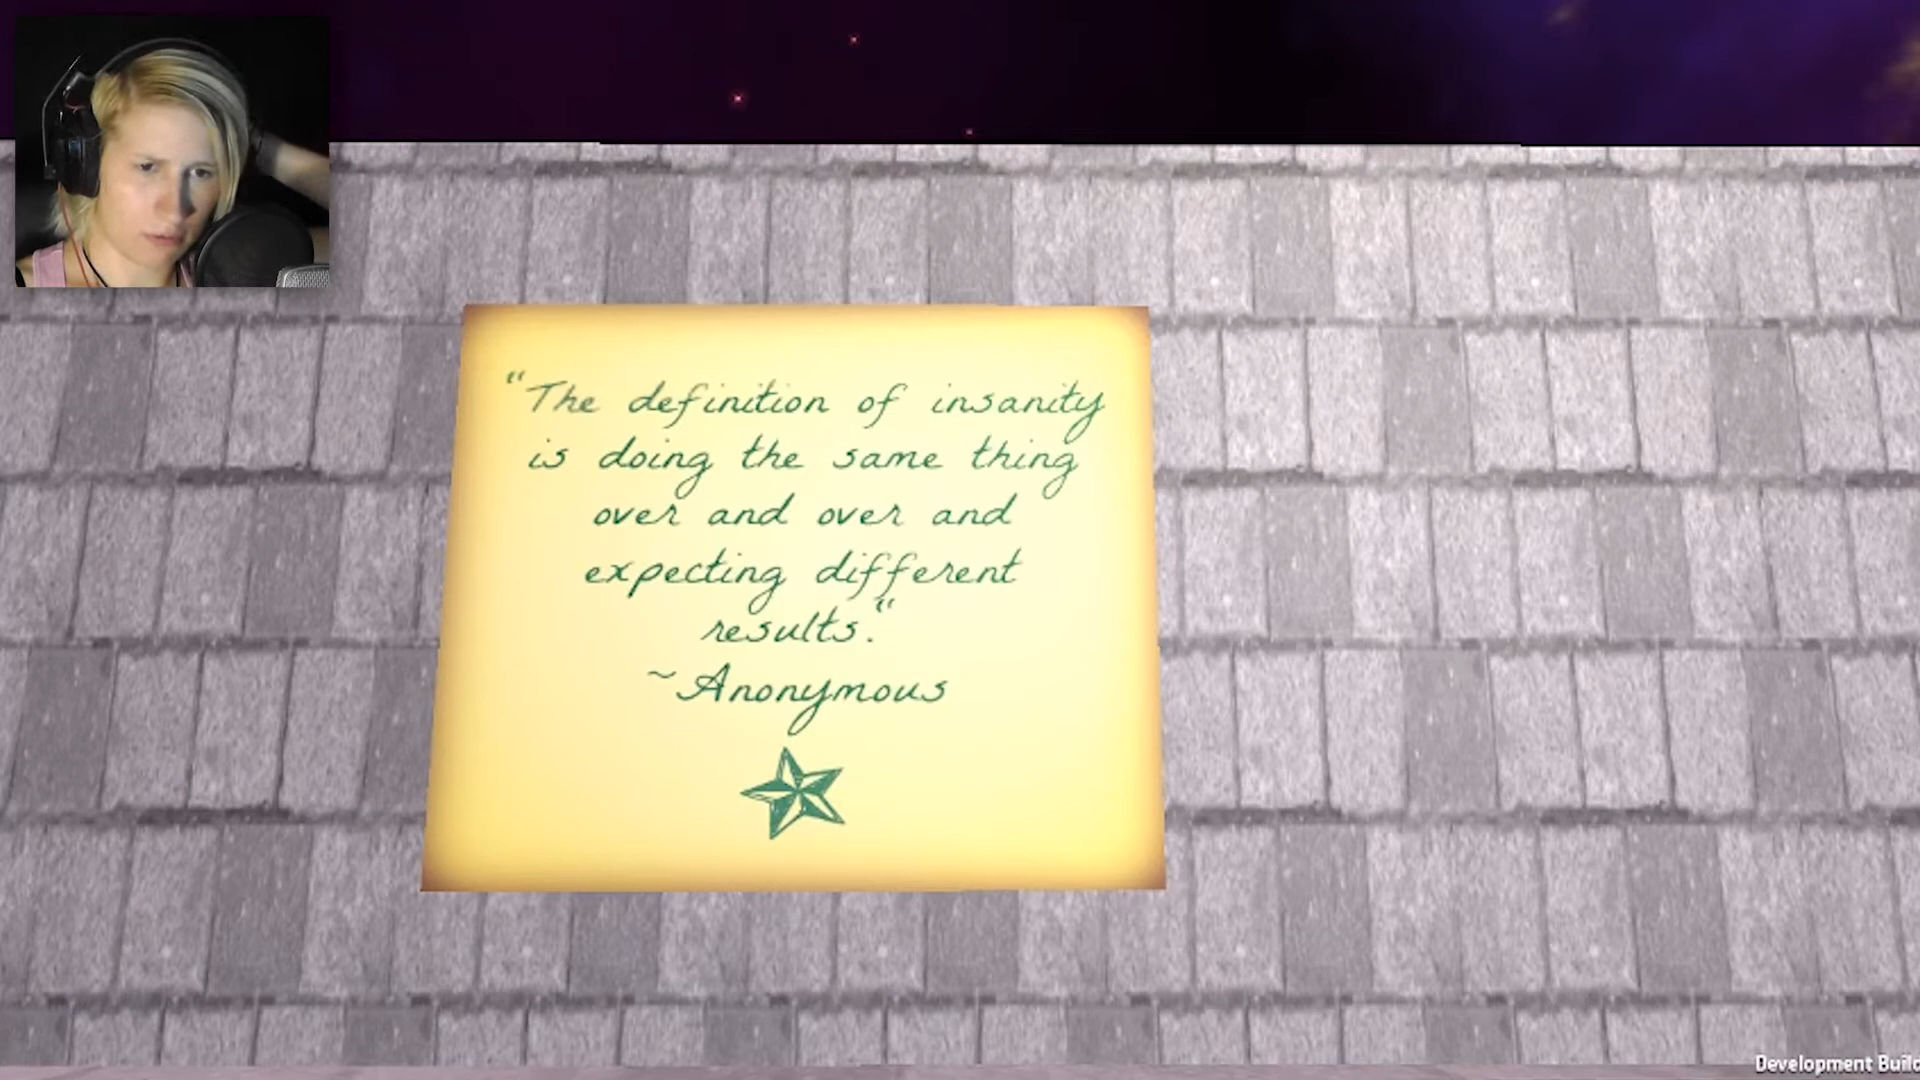 “The definition of insanity
is doing the same thing
over and over and
expecting different
results.“
~Anonymous
Development Build